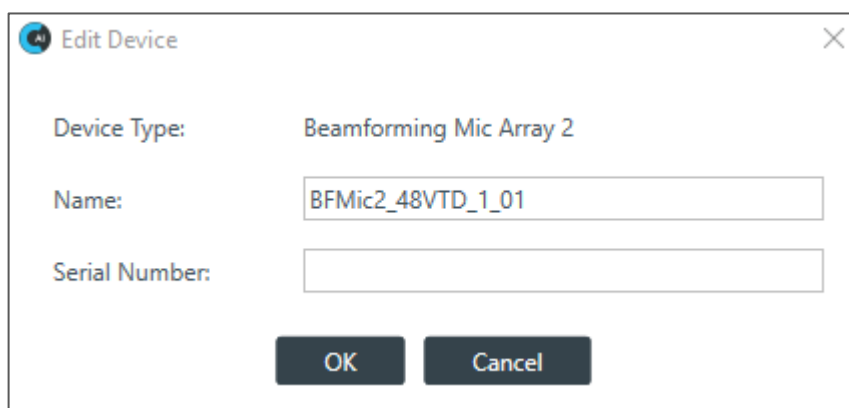 Edit Device
Device Type: Beamforming Mic Array 2
Name: BFMic2_48VTD_1_01
Serial Number:
OK Cancel